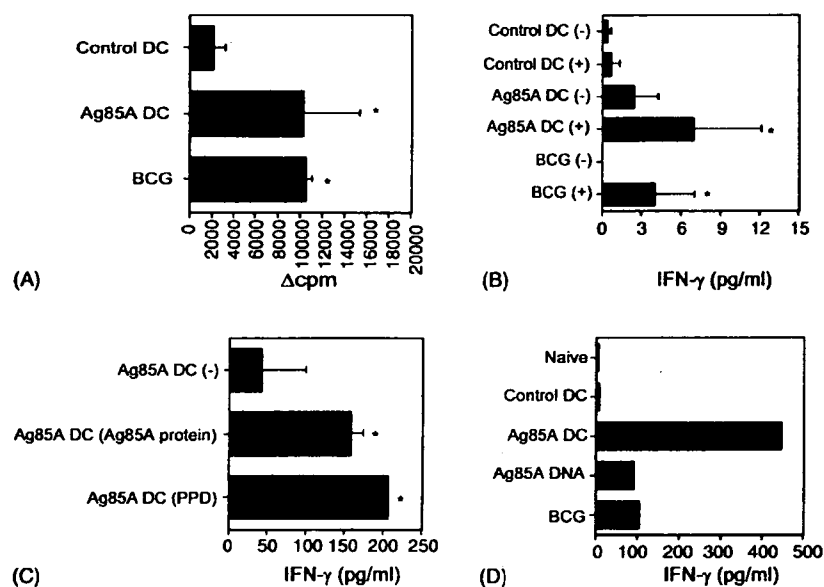 Control DC
Ag85A DC
BCG
0
2000
4000
6000
8000
10000
12000
14000
16000
18000
20000
(A)
Δcpm
Control DC (-)
Control DC (+)
Ag85A DC (-)
Ag85A DC (+)
BCG (-)
BCG (+)
0 3 6 9 12 15
(B)
IFN-γ (pg/ml)
Ag85A DC (-)
Ag85A DC (Ag85A protein)
Ag85A DC (PPD)
0 50 100 150 200 250
(C)
IFN-γ (pg/ml)
Naive
Control DC
Ag85A DC
Ag85A DNA
BCG
0 100 200 300 400 500
(D)
IFN-γ (pg/ml)